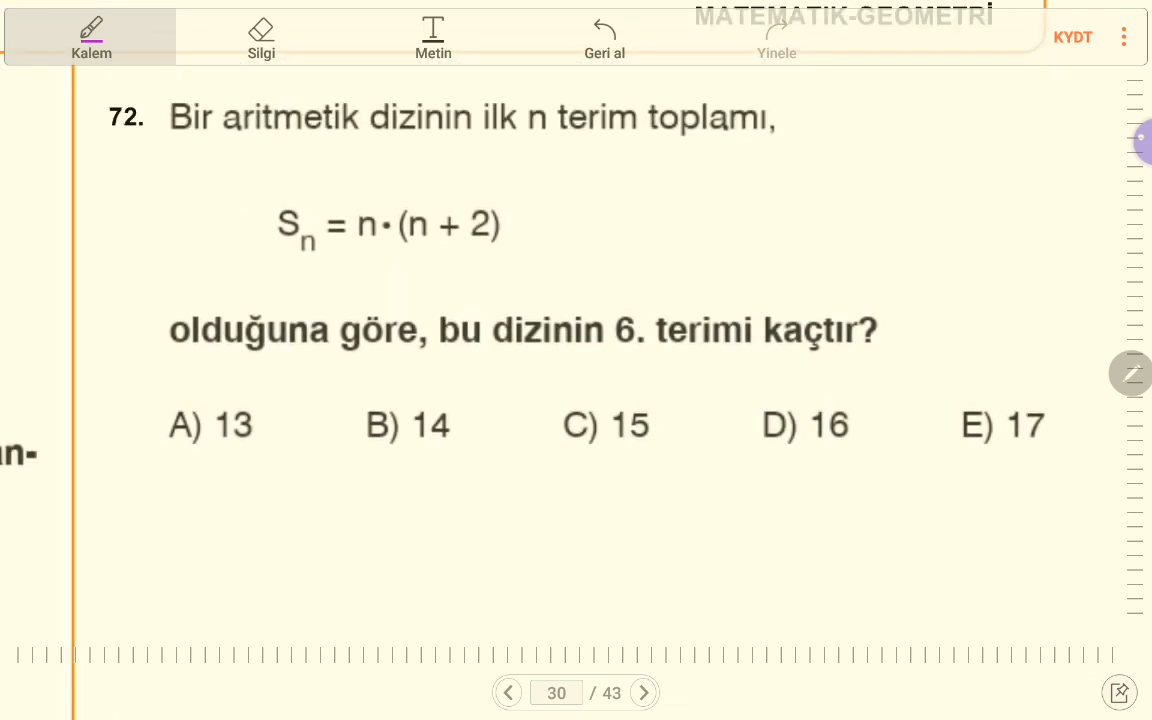 MATEMATİK-GEOMETRİ
Kalem
Silgi
Metin
Geri al
Yinele
KYDT
72. Bir aritmetik dizinin ilk n terim toplamı,
Sn = n·(n + 2)
olduğuna göre, bu dizinin 6. terimi kaçtır?
A) 13 B) 14 C) 15 D) 16 E) 17
n-
30 / 43